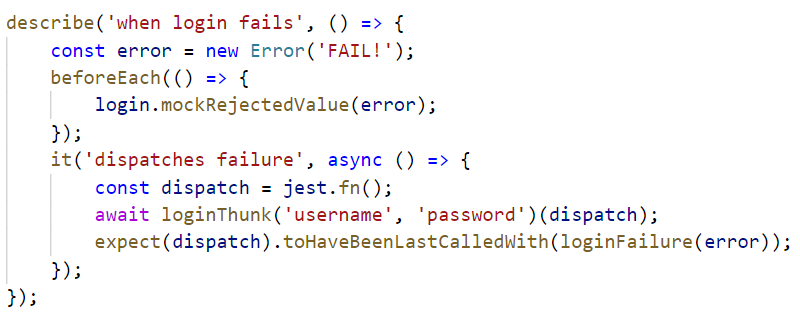 describe('when login fails', () => {
    const error = new Error('FAIL!');
    beforeEach(() => {
        login.mockRejectedValue(error);
    });
    it('dispatches failure', async () => {
        const dispatch = jest.fn();
        await loginThunk('username', 'password')(dispatch);
        expect(dispatch).toHaveBeenLastCalledWith(loginFailure(error));
    });
});